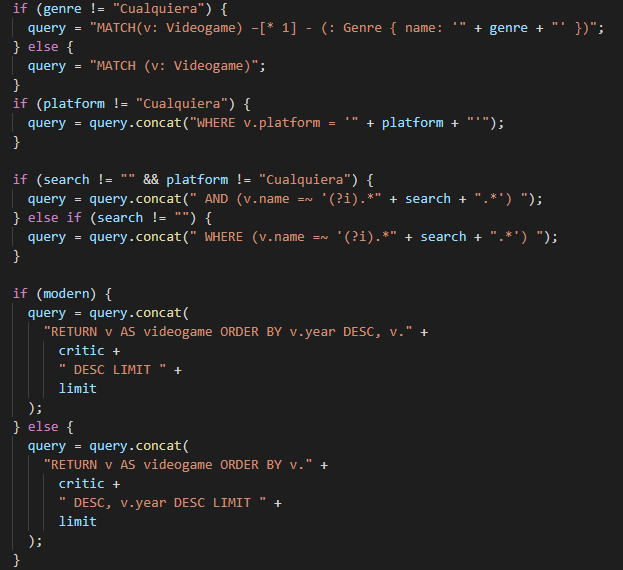 if (genre != "Cualquiera") {
  query = "MATCH(v: Videogame) –[* 1] - (: Genre { name: '" + genre + "' })";
} else {
  query = "MATCH (v: Videogame)";
}
if (platform != "Cualquiera") {
  query = query.concat("WHERE v.platform = '" + platform + "'");
}

if (search != "" && platform != "Cualquiera") {
  query = query.concat(" AND (v.name =~ '(?i).*" + search + ".*') ");
} else if (search != "") {
  query = query.concat(" WHERE (v.name =~ '(?i).*" + search + ".*') ");
}

if (modern) {
  query = query.concat(
    "RETURN v AS videogame ORDER BY v.year DESC, v." +
      critic +
      " DESC LIMIT " +
      limit
  );
} else {
  query = query.concat(
    "RETURN v AS videogame ORDER BY v." +
      critic +
      " DESC, v.year DESC LIMIT " +
      limit
  );
}